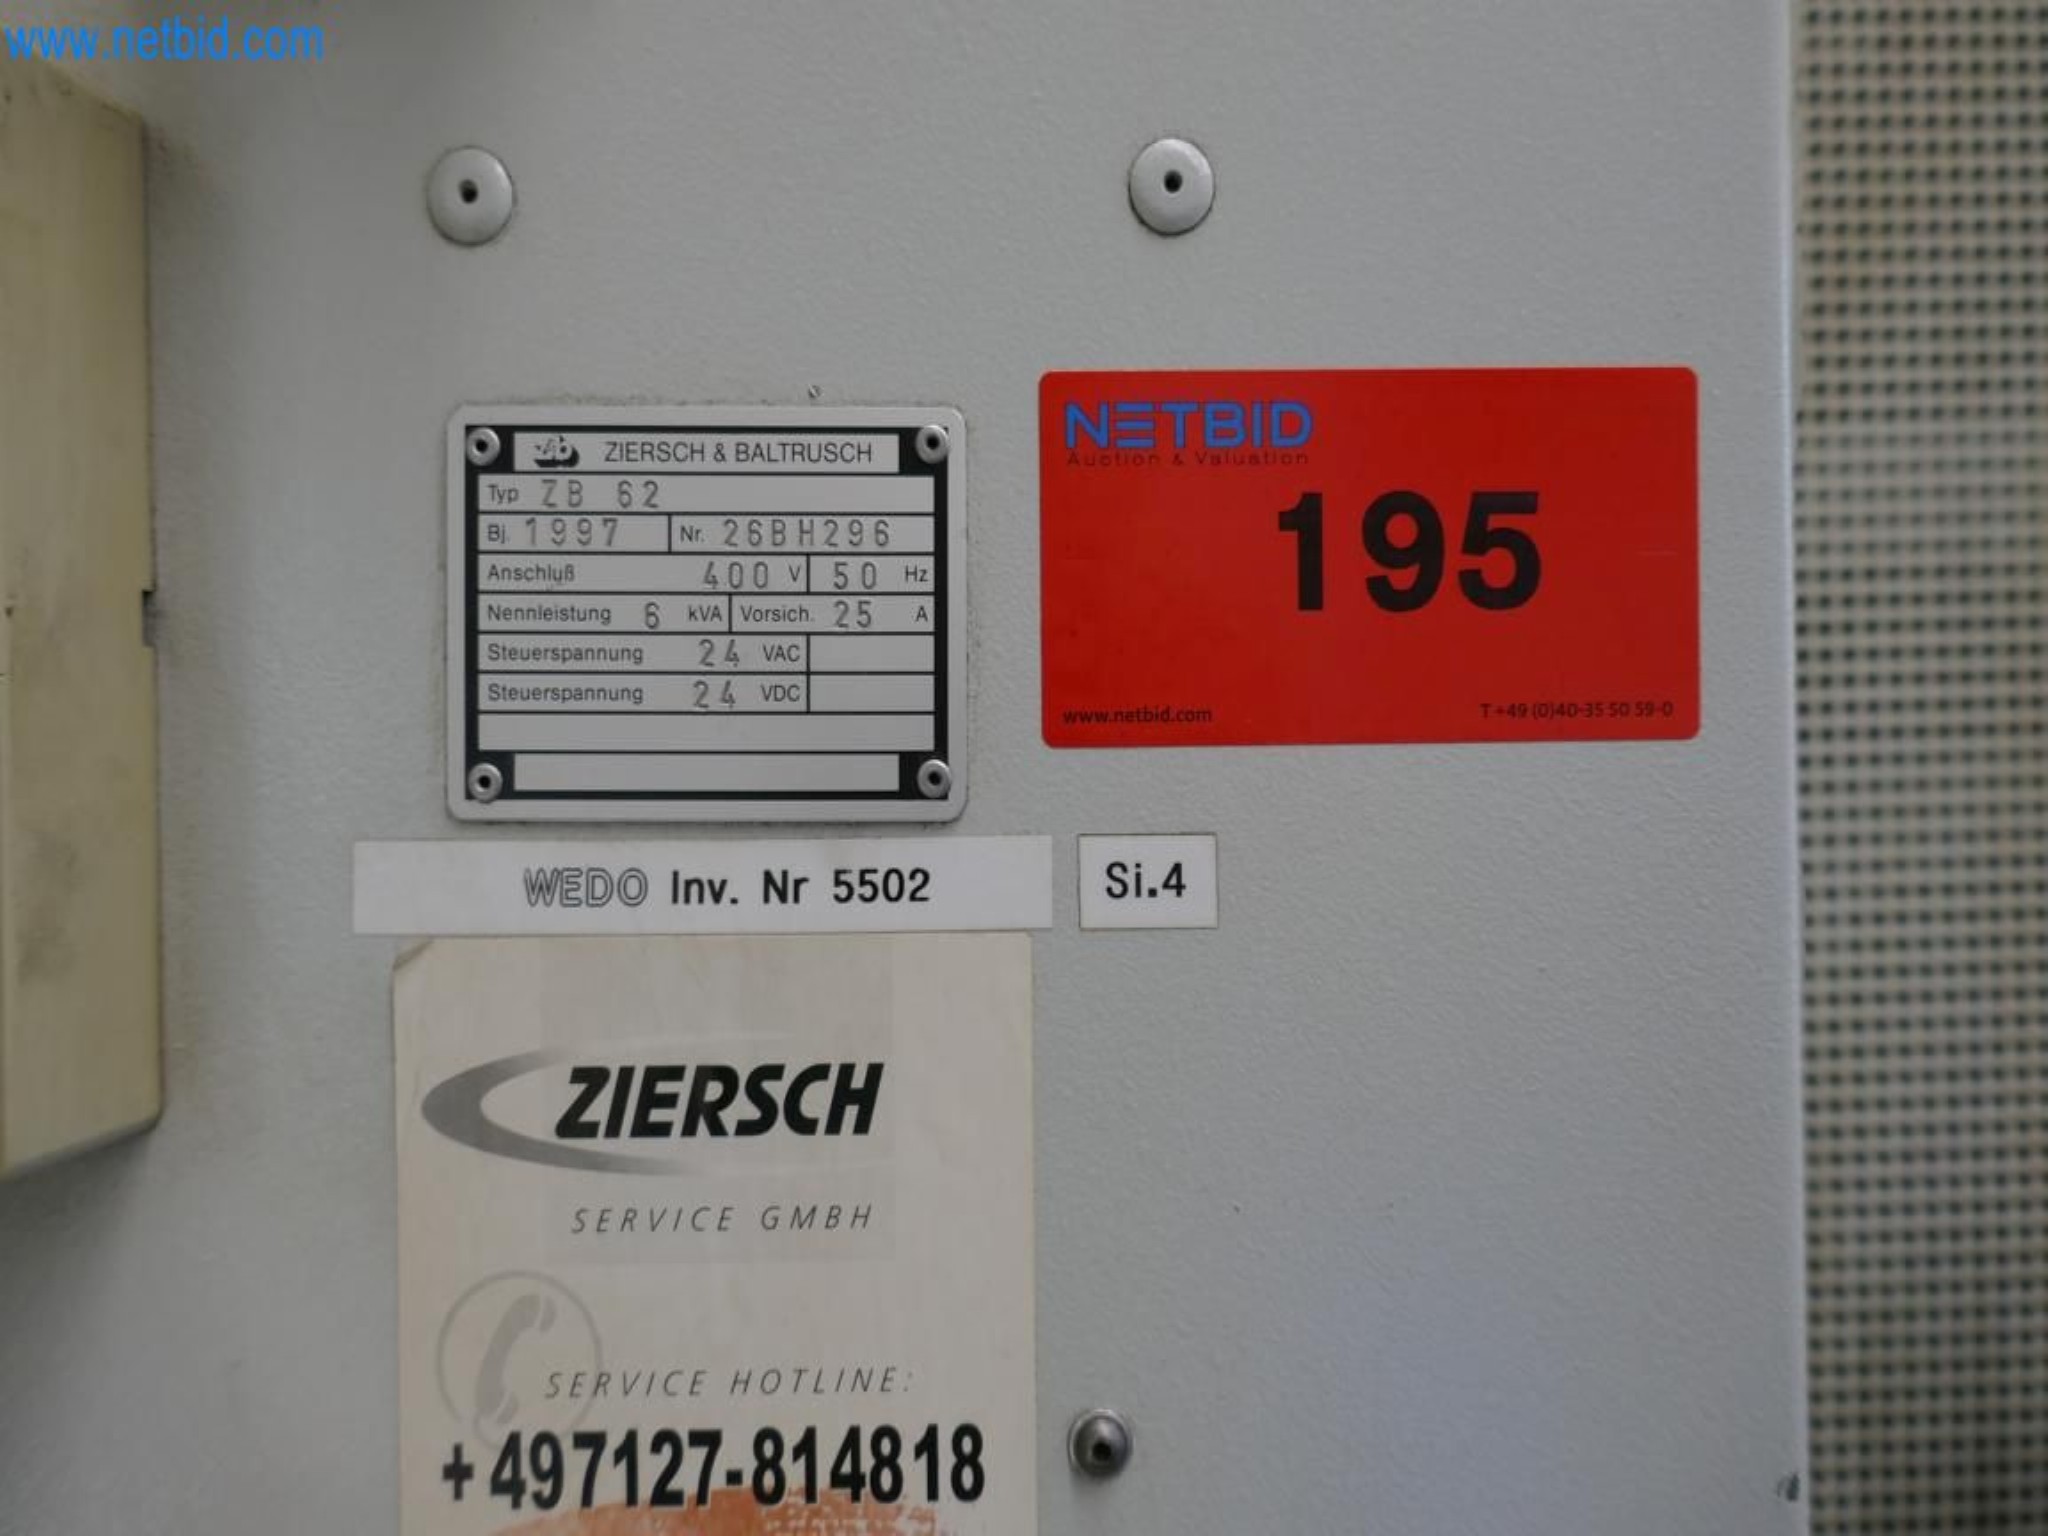 www.netbid.com
ZIERSCH & BALTRUSCH
Typ ZB 62
Bj. 1997 Nr. 26BH296
Anschluß 400 V 50 Hz
Nennleistung 6 kVA Vorsich. 25 A
Steuerspannung 24 VAC
Steuerspannung 24 VDC
NETBID
Auction & Valuation
195
www.netbid.com T+49 (0)40-35 50 59-0
WEDO Inv. Nr 5502
Si.4
ZIERSCH
SERVICE GMBH
SERVICE HOTLINE:
+497127-814818